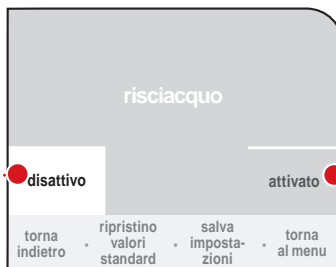 risciacquo
disattivo
attivato
torna
indietro
ripristino
valori
standard
salva
imposta-
zioni
torna
al menu